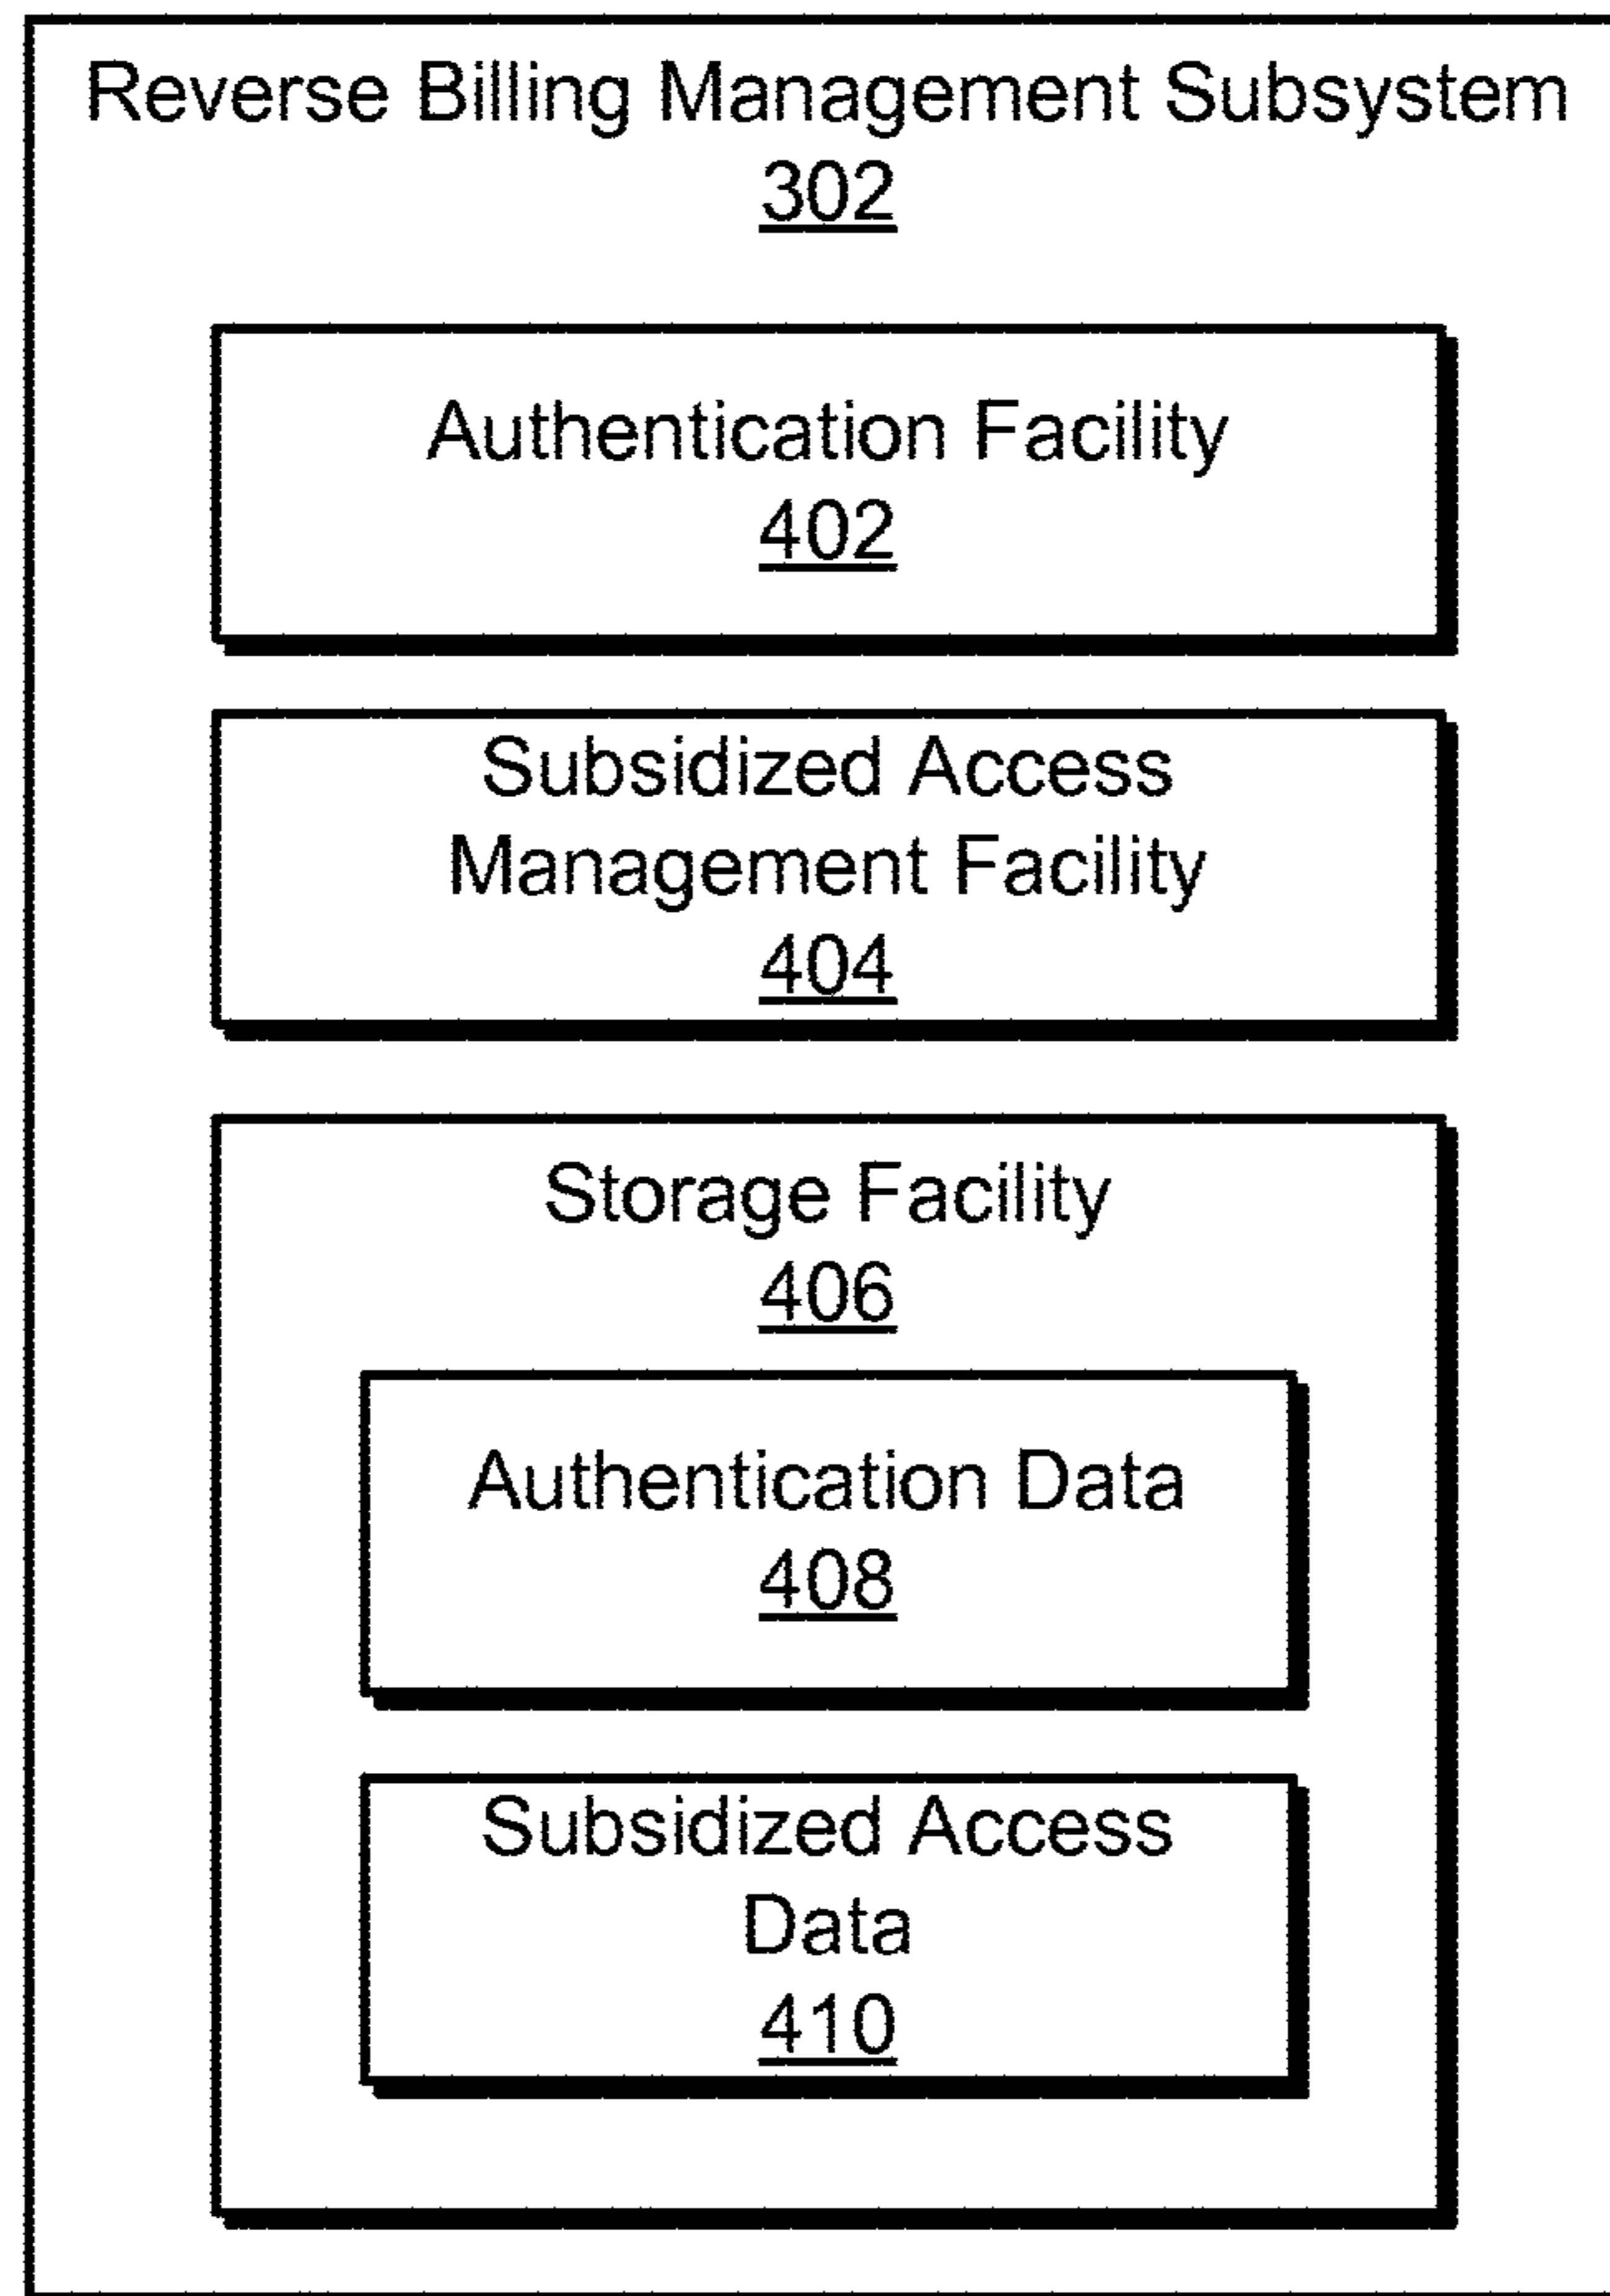 Reverse Billing Management Subsystem
302
Authentication Facility
402
Subsidized Access
Management Facility
404
Storage Facility
406
Authentication Data
408
Subsidized Access
Data
410